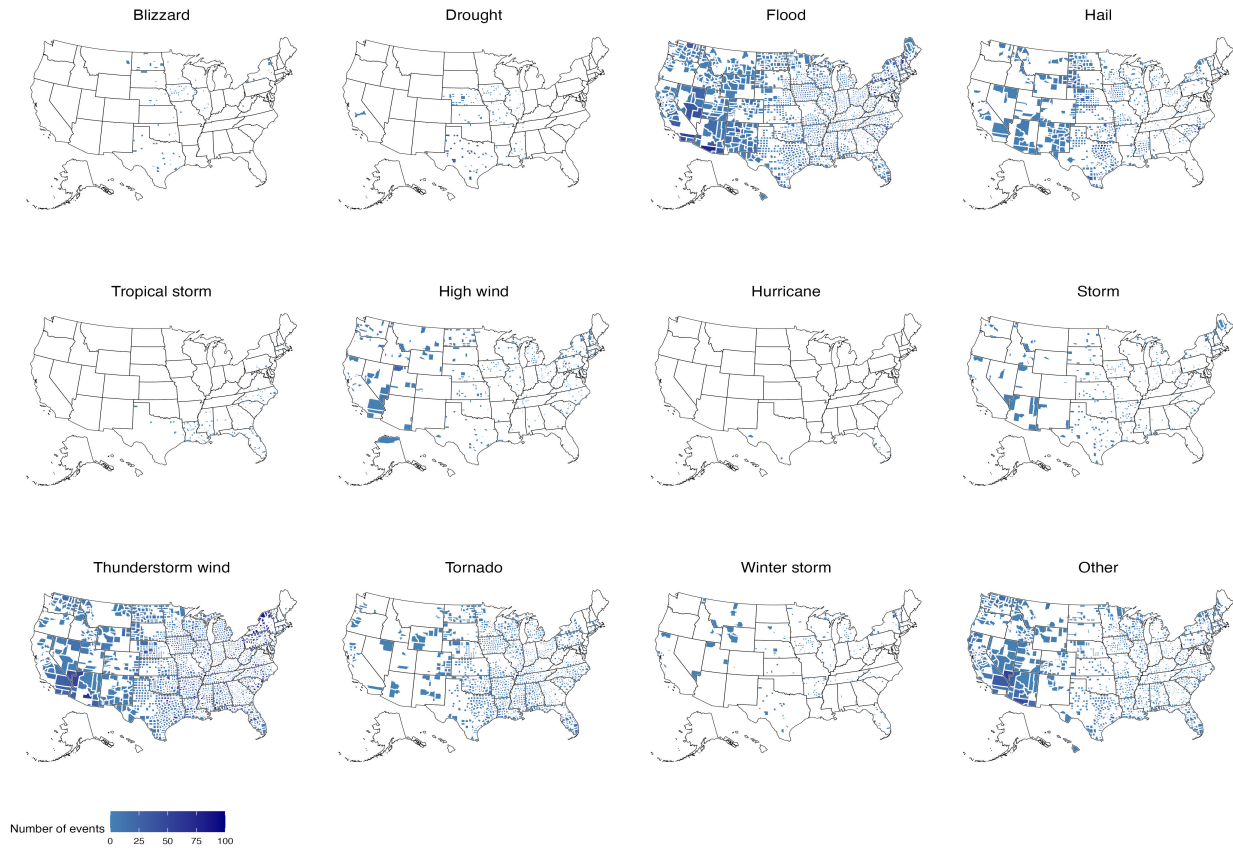 Blizzard
Drought
Flood
Hail
Tropical storm
High wind
Hurricane
Storm
Thunderstorm wind
Tornado
Winter storm
Other
Number of events
0 25 50 75 100